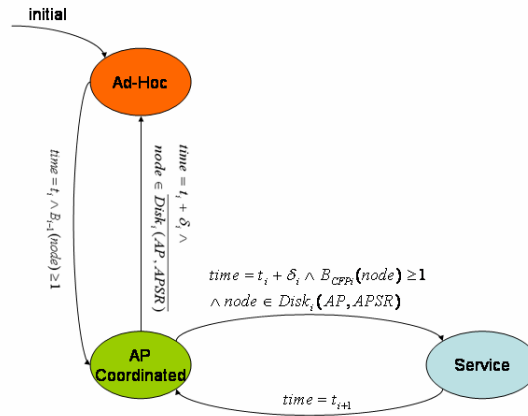 initial
Ad-Hoc
time = t_i ∧ B_{i-1}(node) ≥ 1
time = t_i + δ_i ∧
node ∈ \overline{Disk_i(AP, APSR)}
time = t_i + δ_i ∧ B_{CFPi}(node) ≥ 1
∧ node ∈ Disk_i(AP, APSR)
AP
Coordinated
Service
time = t_{i+1}